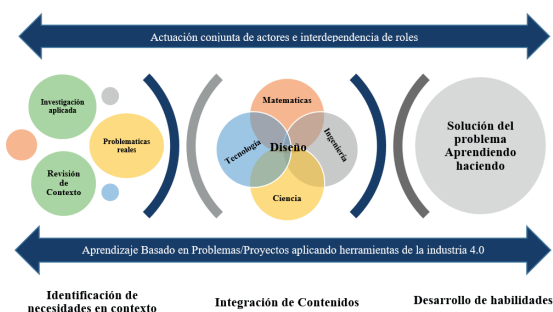 Actuación conjunta de actores e interdependencia de roles
Investigación
aplicada
Problematicas
reales
Revisión
de
Contexto
Matematicas
Tecnología
Diseño
Ingeniería
Ciencia
Solución del
problema
Aprendiendo
haciendo
Aprendizaje Basado en Problemas/Proyectos aplicando herramientas de la industria 4.0
Identificación de
necesidades en contexto
Integración de Contenidos
Desarrollo de habilidades